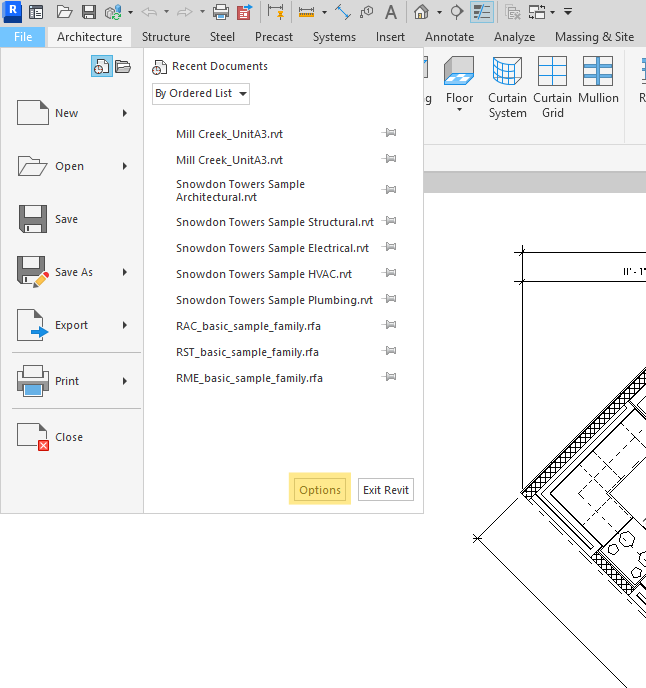 R
File Architecture Structure Steel Precast Systems Insert Annotate Analyze Massing & Site
Recent Documents
By Ordered List
New
Open
Save
Save As
Export
Print
Close
Mill Creek_UnitA3.rvt
Mill Creek_UnitA3.rvt
Snowdon Towers Sample
Architectural.rvt
Snowdon Towers Sample Structural.rvt
Snowdon Towers Sample Electrical.rvt
Snowdon Towers Sample HVAC.rvt
Snowdon Towers Sample Plumbing.rvt
RAC_basic_sample_family.rfa
RST_basic_sample_family.rfa
RME_basic_sample_family.rfa
Options Exit Revit
g Floor Curtain Curtain Mullion R
System Grid
11' - 1"